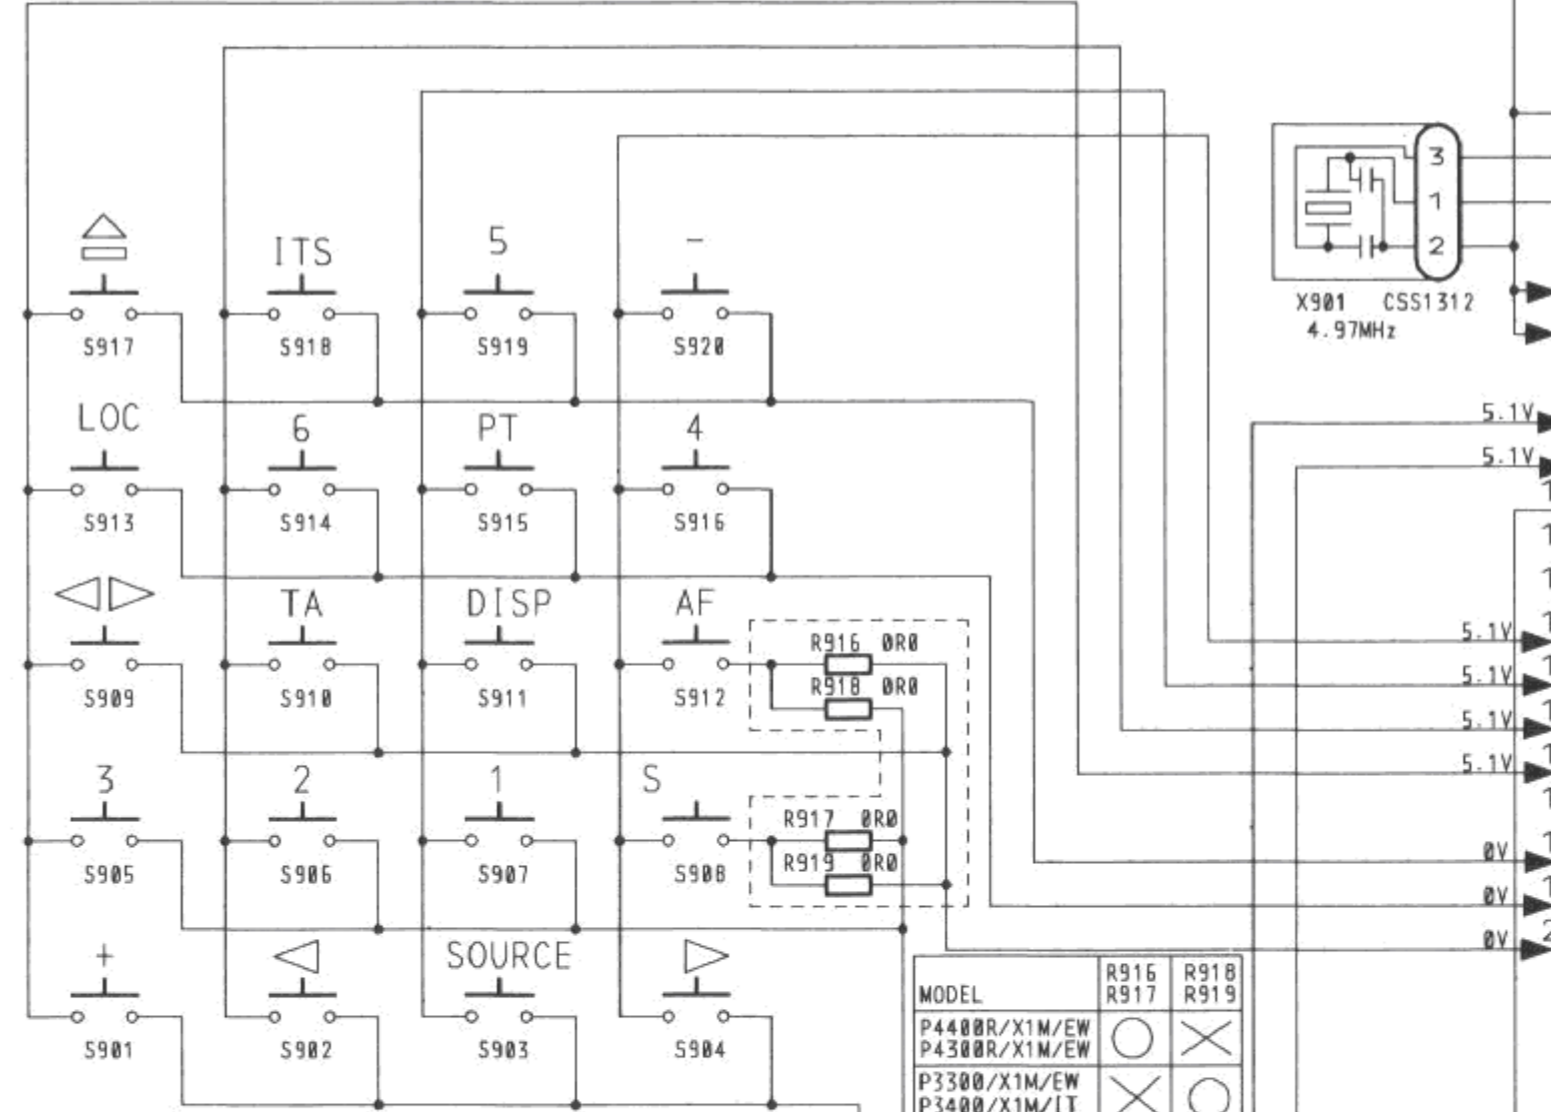 3
1
2
X901 CSS1312
4.97MHz
ITS
5
-
S917
S918
S919
S920
LOC
6
PT
4
S913
S914
S915
S916
TA
DISP
AF
S909
S910
S911
S912
R916 0R0
R918 0R0
3
2
1
S
S905
S906
S907
S908
R917 0R0
R919 0R0
+
SOURCE
S901
S902
S903
S904
5.1V
5.1V
5.1V
5.1V
5.1V
5.1V
0V
0V
0V
MODEL
R916
R917
R918
R919
P4400R/X1M/EW
P4300R/X1M/EW
P3300/X1M/EW
P3400/X1M/IT